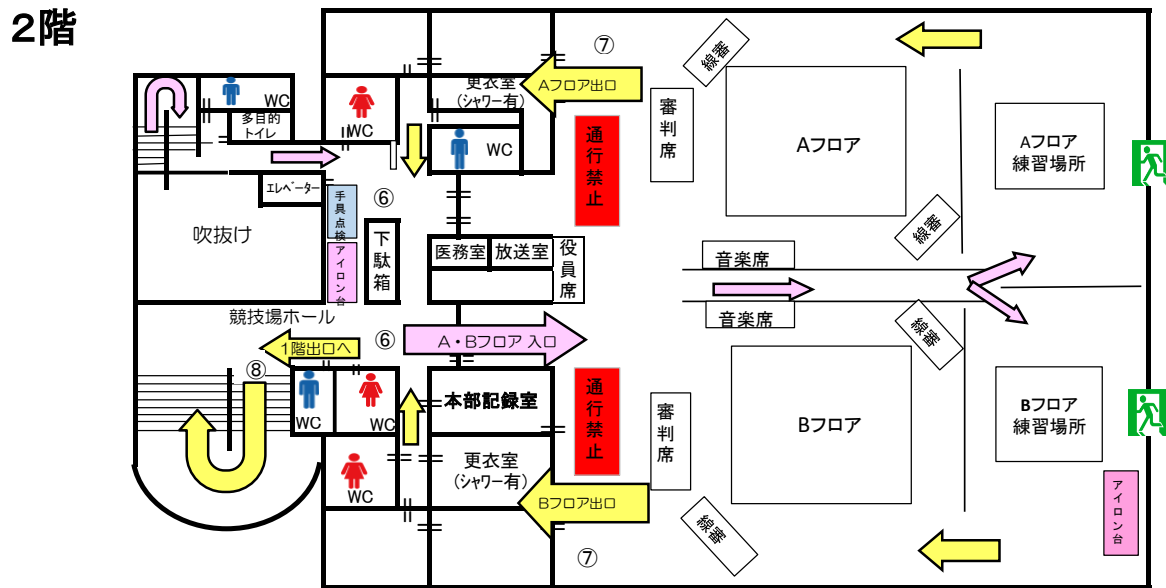 2階
⑦
線審
更衣室
(シャワー有)
Aフロア出口
WC
多目的
トイレ
WC
WC
通行禁止
審判席
Aフロア
Aフロア
練習場所
エレベーター
手具点検
⑥
吹抜け
アイロン台
下駄箱
医務室
放送室
役員席
線審
音楽席
音楽席
競技場ホール
1階出口へ
⑥
A・Bフロア 入口
線審
⑧
WC
WC
本部記録室
通行禁止
審判席
Bフロア
Bフロア
練習場所
WC
更衣室
(シャワー有)
Bフロア出口
線審
アイロン台
⑦